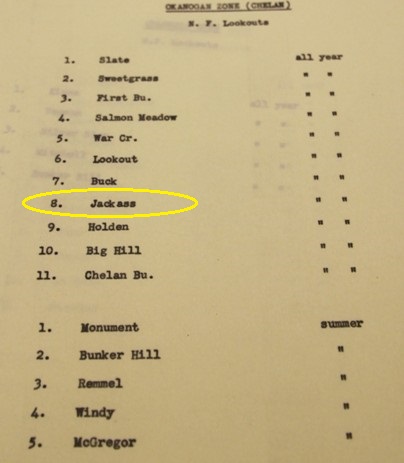 OKANOGAN ZONE (CHELAN)
N. F. Lookouts
1. Slate all year
2. Sweetgrass " "
3. First Bu. " "
4. Salmon Meadow " "
5. War Cr. " "
6. Lookout " "
7. Buck " "
8. Jackass " "
9. Holden " "
10. Big Hill " "
11. Chelan Bu. " "
1. Monument summer
2. Bunker Hill "
3. Remmel "
4. Windy "
5. McGregor "